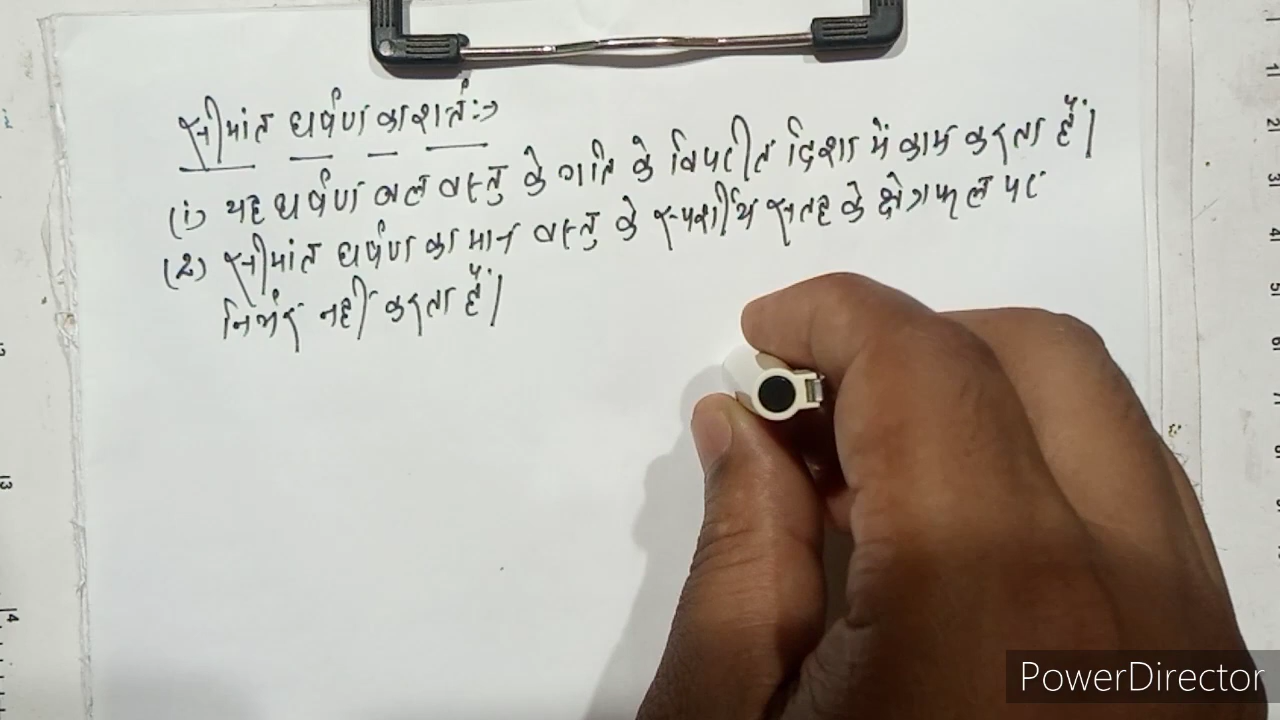 सीमांत घर्षण का शर्त:→
(i) यह घर्षण बल वस्तु के गति के विपरीत दिशा में काम करता हैं।
(2) सीमांत घर्षण का मान वस्तु के स्पर्शीय सतह के क्षेत्रफल पर
निर्भर नहीं करता हैं।
PowerDirector